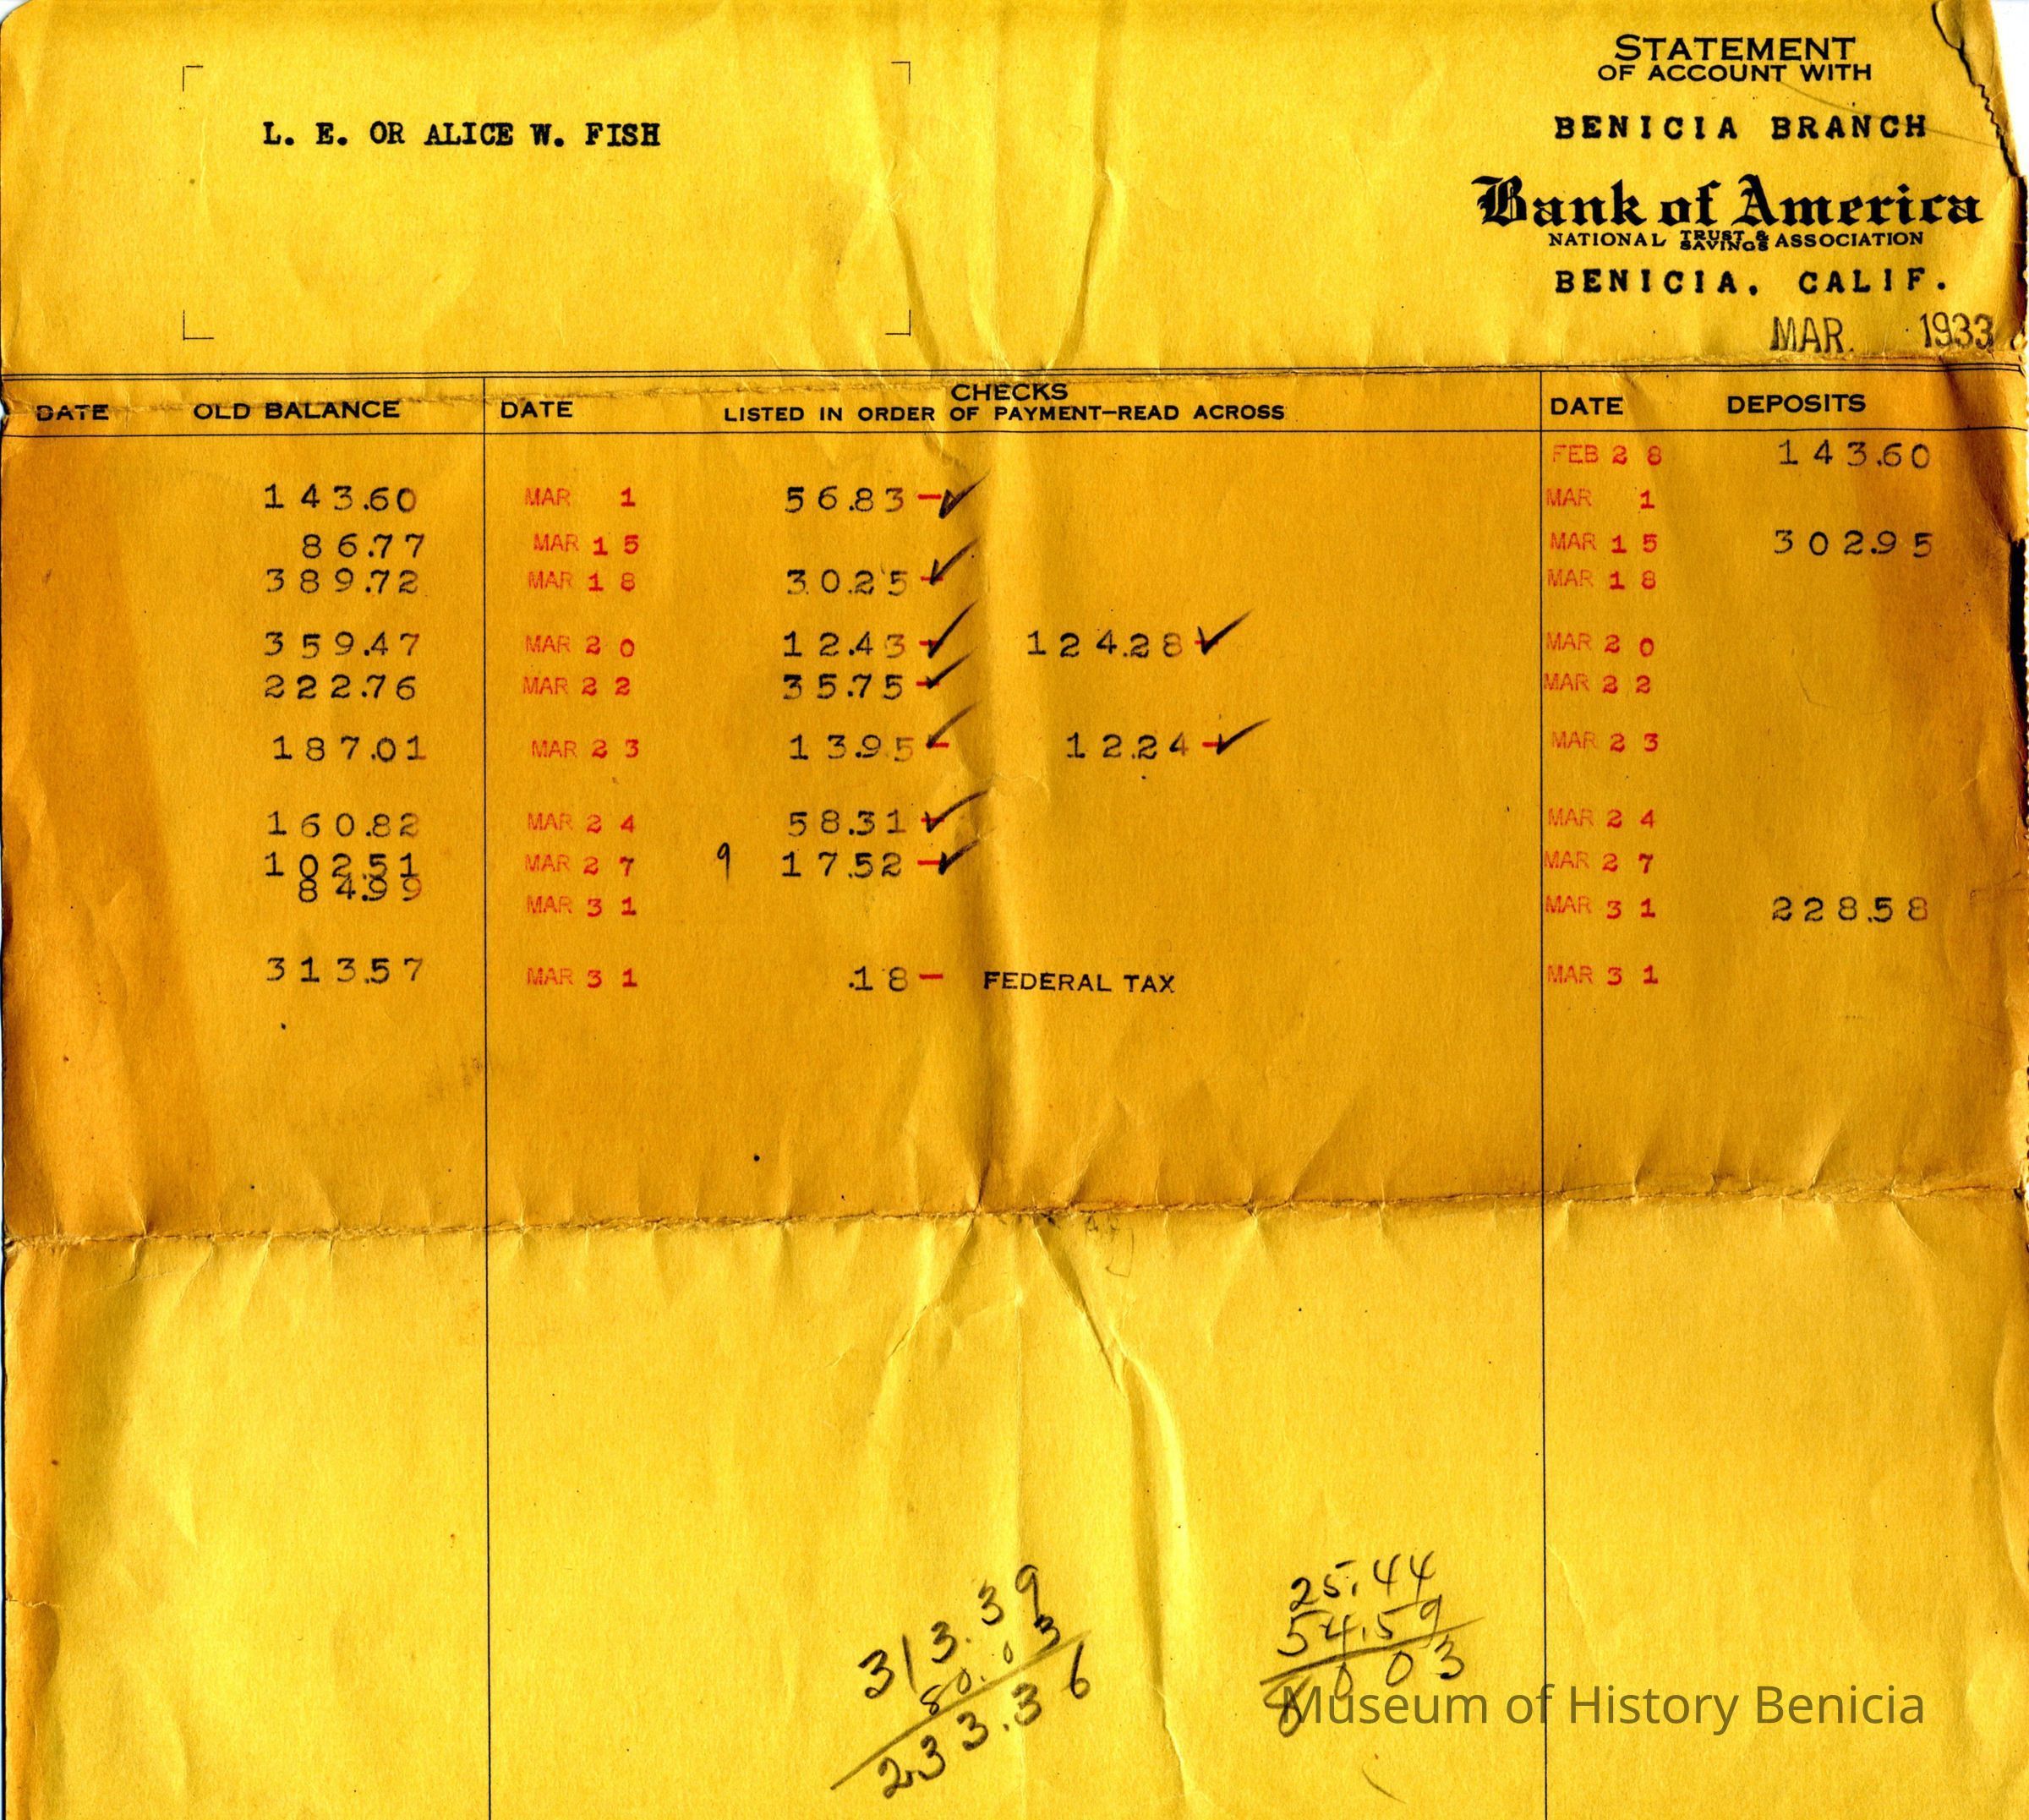 STATEMENT
OF ACCOUNT WITH
BENICIA BRANCH
L. E. OR ALICE W. FISH
Bank of America
NATIONAL TRUST & SAVINGS ASSOCIATION
BENICIA. CALIF.
MAR. 1933
DATE OLD BALANCE DATE CHECKS LISTED IN ORDER OF PAYMENT—READ ACROSS DATE DEPOSITS
FEB 28 143.60
143.60 MAR 1 56.83 – ✓ MAR 1
86.77 MAR 15 MAR 15 302.95
389.72 MAR 18 30.25 – ✓ MAR 18
359.47 MAR 20 12.43 – ✓ 124.28 – ✓ MAR 20
222.76 MAR 22 35.75 – ✓ MAR 22
187.01 MAR 23 13.95 – ✓ 12.24 – ✓ MAR 23
160.82 MAR 24 58.31 – ✓ MAR 24
102.51 MAR 27 9 17.52 – ✓ MAR 27
84.99 MAR 31 MAR 31 228.58
313.57 MAR 31 .18 – FEDERAL TAX MAR 31
313.39
80.03
233.36
25.44
54.59
80 03
Museum of History Benicia